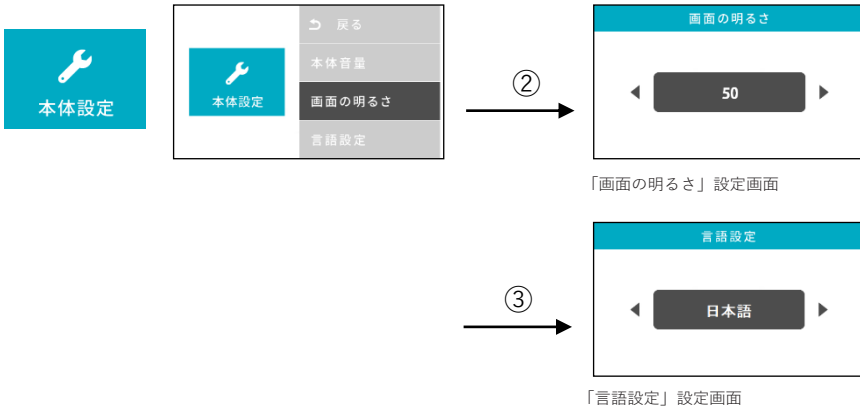 本体設定
本体設定
戻る
本体音量
画面の明るさ
言語設定
②
画面の明るさ
50
「画面の明るさ」設定画面
③
言語設定
日本語
「言語設定」設定画面